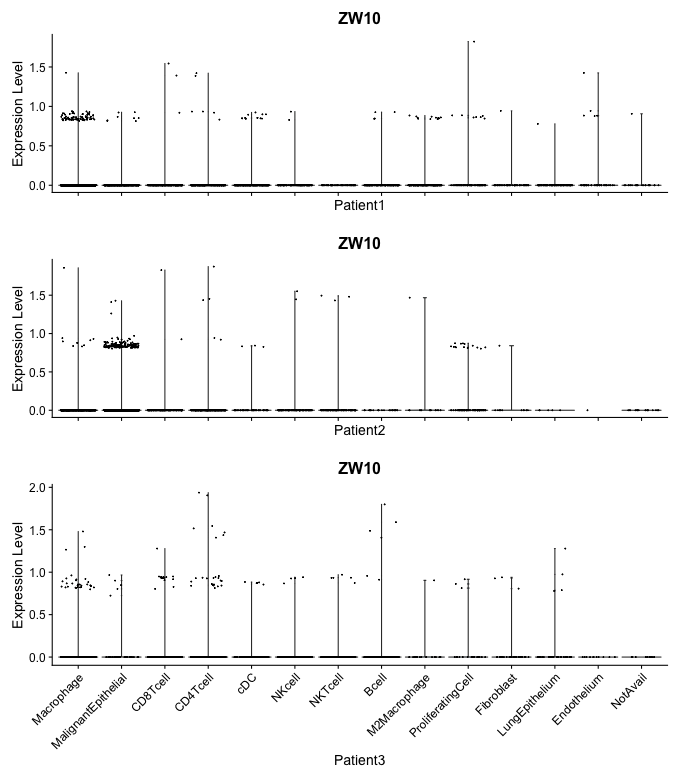 ZW10
Expression Level
1.5
1.0
0.5
0.0
Patient1
ZW10
Expression Level
1.5
1.0
0.5
0.0
Patient2
ZW10
Expression Level
2.0
1.5
1.0
0.5
0.0
Macrophage
MalignantEpithelial
CD8Tcell
CD4Tcell
cDC
NKcell
NKTcell
Bcell
M2Macrophage
ProliferatingCell
Fibroblast
LungEpithelium
Endothelium
NotAvail
Patient3